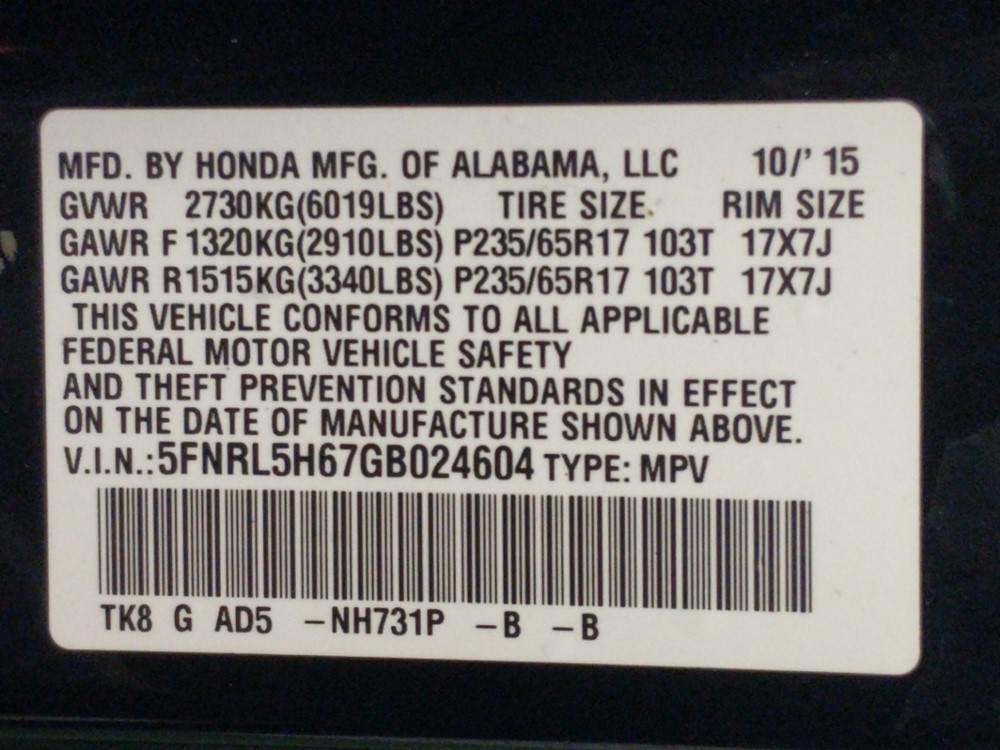 MFD. BY HONDA MFG. OF ALABAMA, LLC 10/' 15
GVWR 2730KG(6019LBS) TIRE SIZE RIM SIZE
GAWR F 1320KG(2910LBS) P235/65R17 103T 17X7J
GAWR R1515KG(3340LBS) P235/65R17 103T 17X7J
THIS VEHICLE CONFORMS TO ALL APPLICABLE
FEDERAL MOTOR VEHICLE SAFETY
AND THEFT PREVENTION STANDARDS IN EFFECT
ON THE DATE OF MANUFACTURE SHOWN ABOVE.
V.I.N.:5FNRL5H67GB024604 TYPE: MPV
TK8 G AD5 –NH731P –B –B